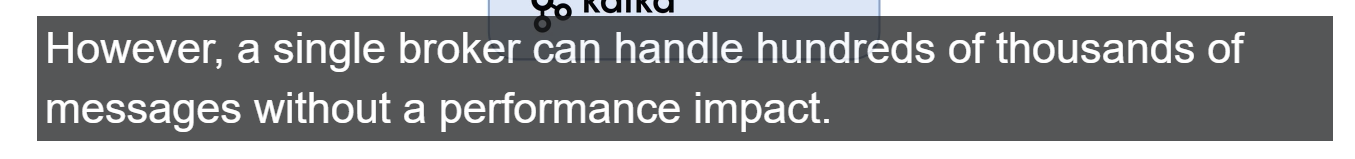 kafka
However, a single broker can handle hundreds of thousands of
messages without a performance impact.